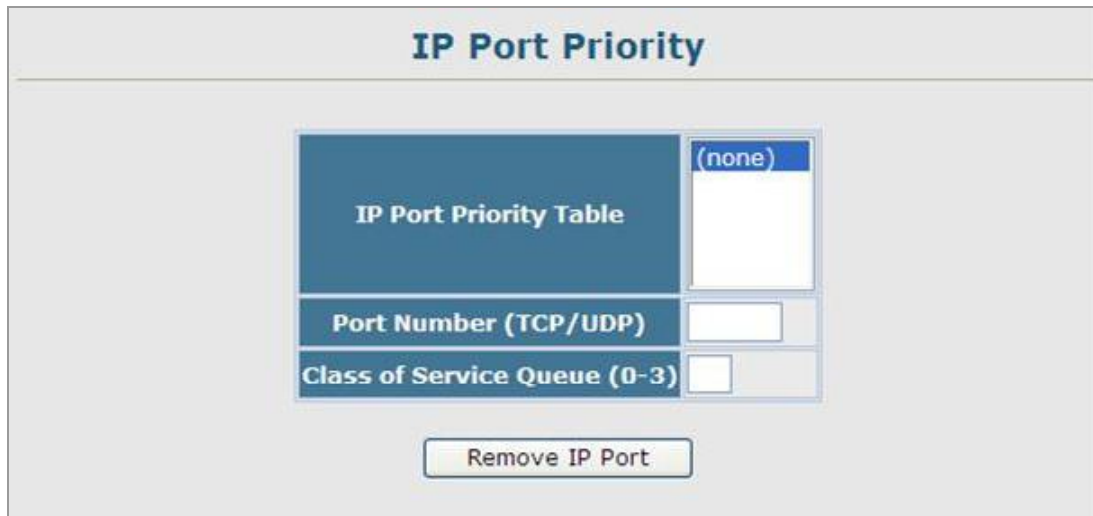 IP Port Priority
IP Port Priority Table
(none)
Port Number (TCP/UDP)
Class of Service Queue (0-3)
Remove IP Port